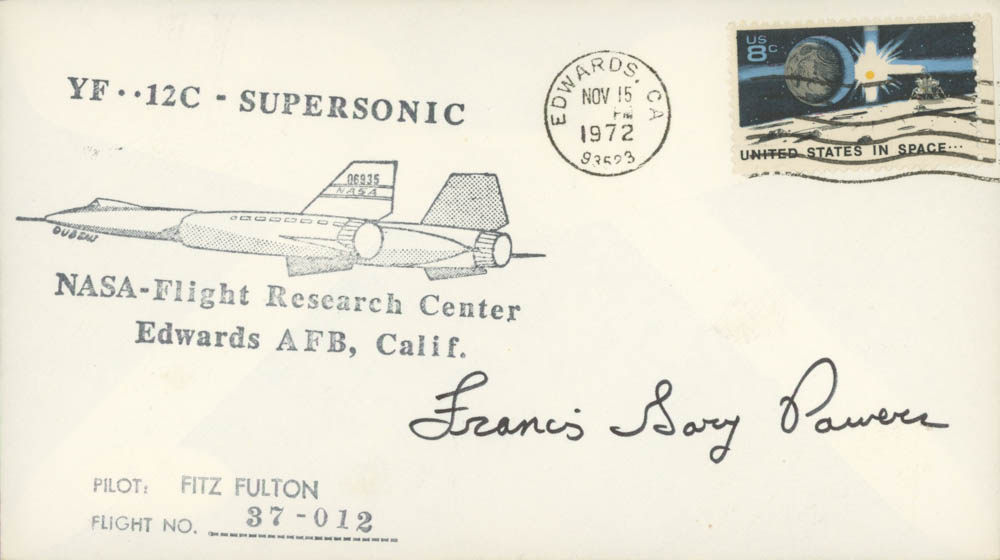 YF··12C - SUPERSONIC
06935
NASA
NASA-Flight Research Center
Edwards AFB, Calif.
EDWARDS, CA
NOV 15
PM
1972
93523
US
8c
UNITED STATES IN SPACE...
Francis Gary Powers
PILOT: FITZ FULTON
FLIGHT NO. 37-012